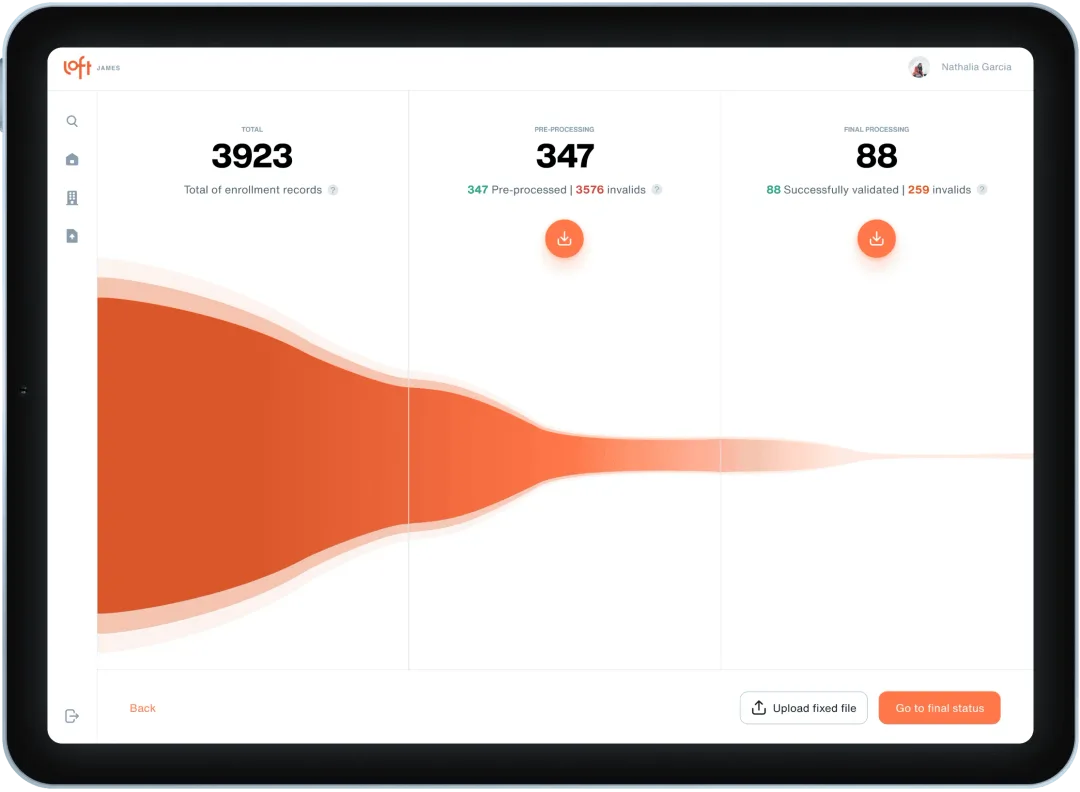 Loft JAMES
Nathalia Garcia
TOTAL
3923
Total of enrollment records ?
PRE-PROCESSING
347
347 Pre-processed | 3576 invalids ?
FINAL PROCESSING
88
88 Successfully validated | 259 invalids ?
Back
Upload fixed file
Go to final status